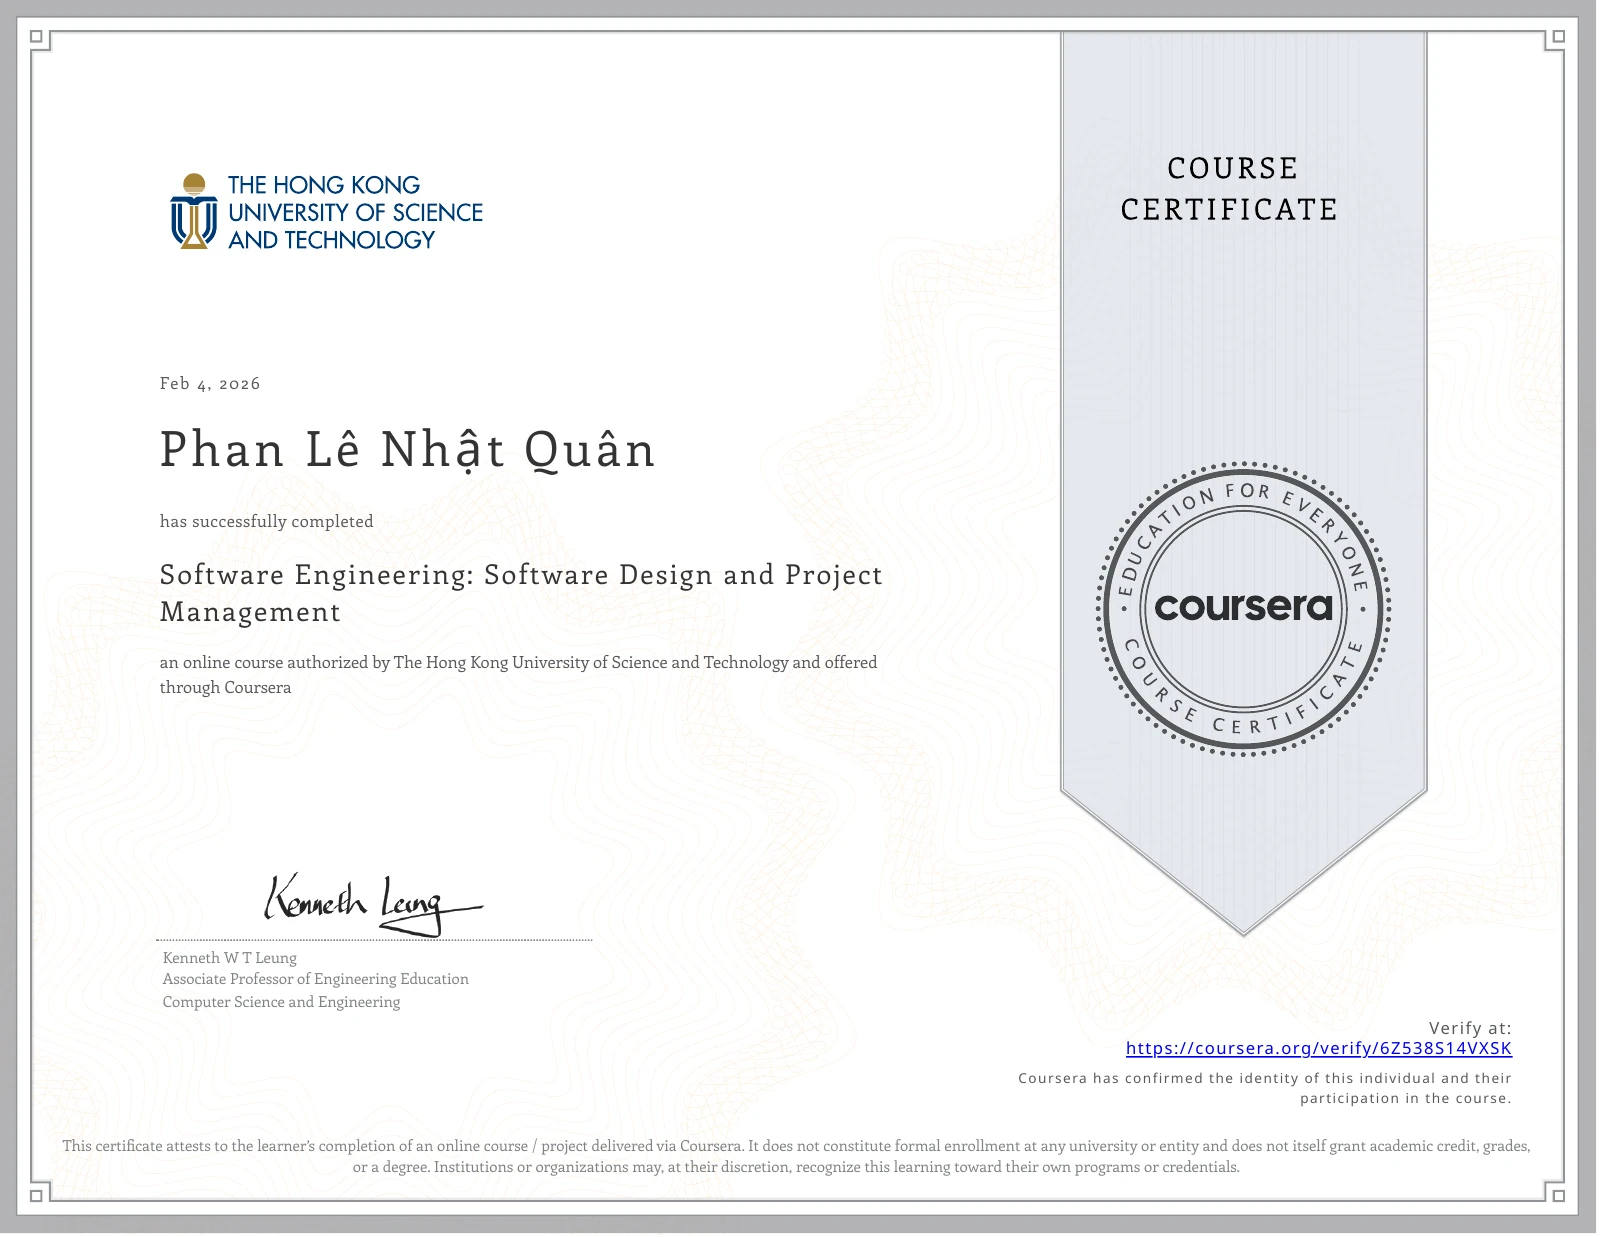 THE HONG KONG
UNIVERSITY OF SCIENCE
AND TECHNOLOGY
COURSE
CERTIFICATE
Feb 4, 2026
Phan Lê Nhật Quân
has successfully completed
Software Engineering: Software Design and Project
Management
an online course authorized by The Hong Kong University of Science and Technology and offered
through Coursera
EDUCATION FOR EVERYONE
coursera
COURSE CERTIFICATE
Kenneth Leung
Kenneth W T Leung
Associate Professor of Engineering Education
Computer Science and Engineering
Verify at:
https://coursera.org/verify/6Z538S14VXSK
Coursera has confirmed the identity of this individual and their
participation in the course.
This certificate attests to the learner's completion of an online course / project delivered via Coursera. It does not constitute formal enrollment at any university or entity and does not itself grant academic credit, grades,
or a degree. Institutions or organizations may, at their discretion, recognize this learning toward their own programs or credentials.